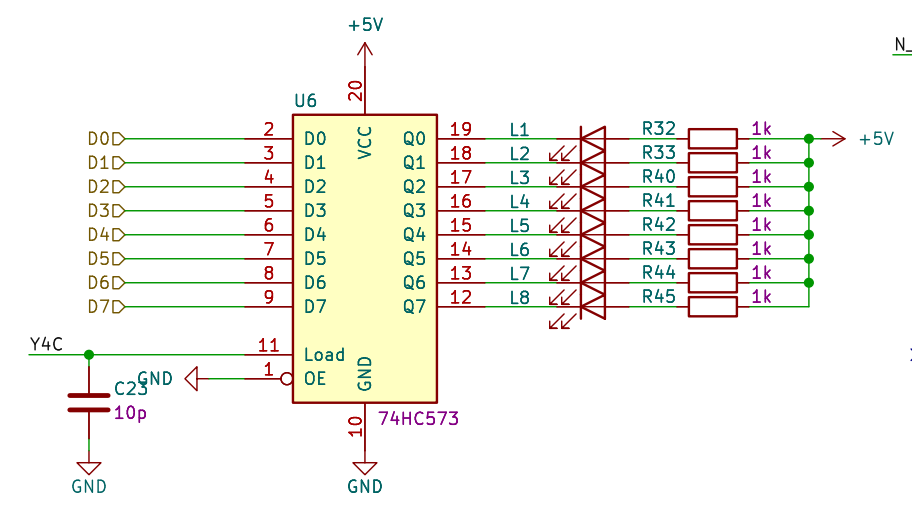 +5V
N_
20
U6
VCC
D0 2 D0 Q0 19 L1 R32 1k +5V
D1 3 D1 Q1 18 L2 R33 1k
D2 4 D2 Q2 17 L3 R40 1k
D3 5 D3 Q3 16 L4 R41 1k
D4 6 D4 Q4 15 L5 R42 1k
D5 7 D5 Q5 14 L6 R43 1k
D6 8 D6 Q6 13 L7 R44 1k
D7 9 D7 Q7 12 L8 R45 1k
Y4C 11 Load
GND 1 OE GND
C23
10p
10 74HC573
GND GND